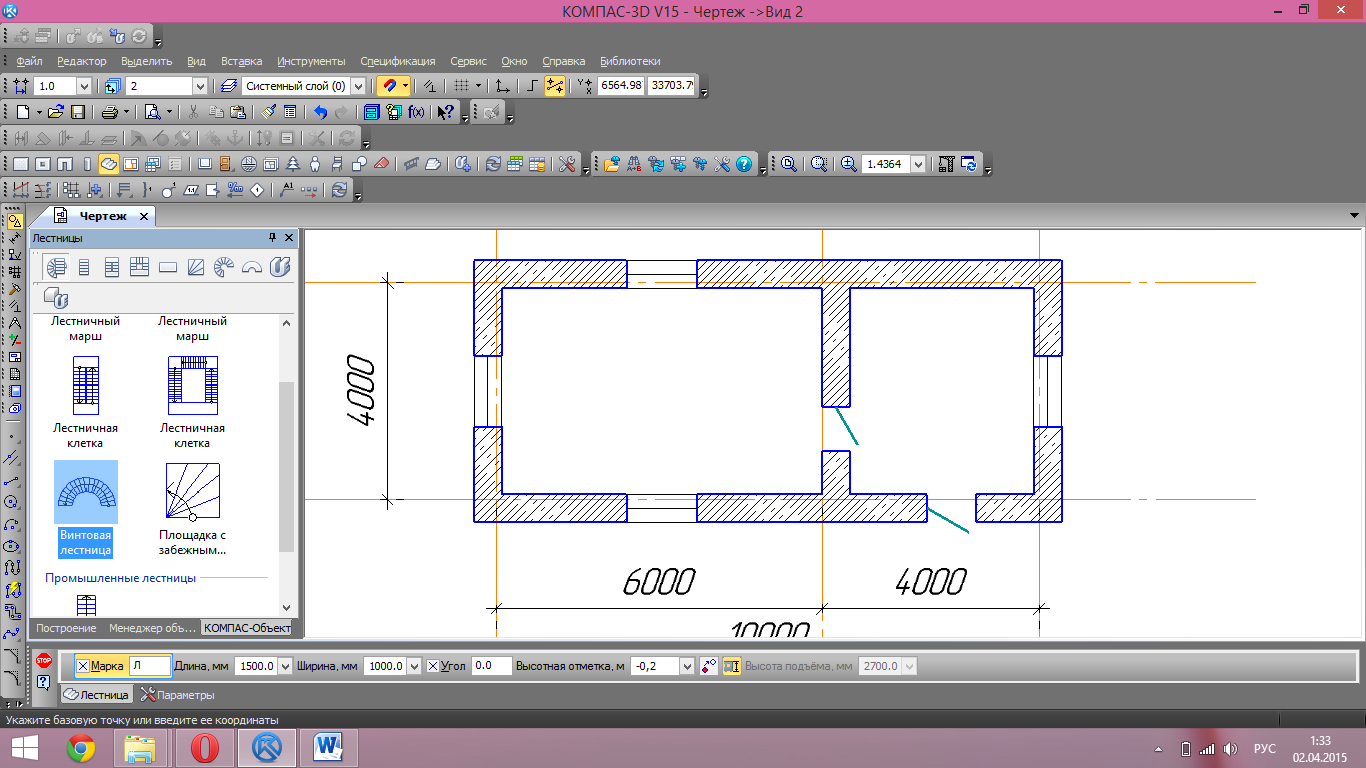 КОМПАС-3D V15 - Чертеж ->Вид 2
Файл Редактор Выделить Вид Вставка Инструменты Спецификация Сервис Окно Справка Библиотеки
1.0 2 Системный слой (0) 6564.98 33703.79
f(x)
1.4364
Чертеж
Лестницы
Лестничный марш
Лестничный марш
Лестничная клетка
Лестничная клетка
Винтовая лестница
Площадка с забежным...
Промышленные лестницы
Построение Менеджер объ... КОМПАС-Объект
4000
6000 4000
10000
Марка Л Длина, мм 1500.0 Ширина, мм 1000.0 Угол 0.0 Высотная отметка, м -0,2 Высота подъёма, мм 2700.0
STOP
Лестница Параметры
Укажите базовую точку или введите ее координаты
РУС
1:33
02.04.2015